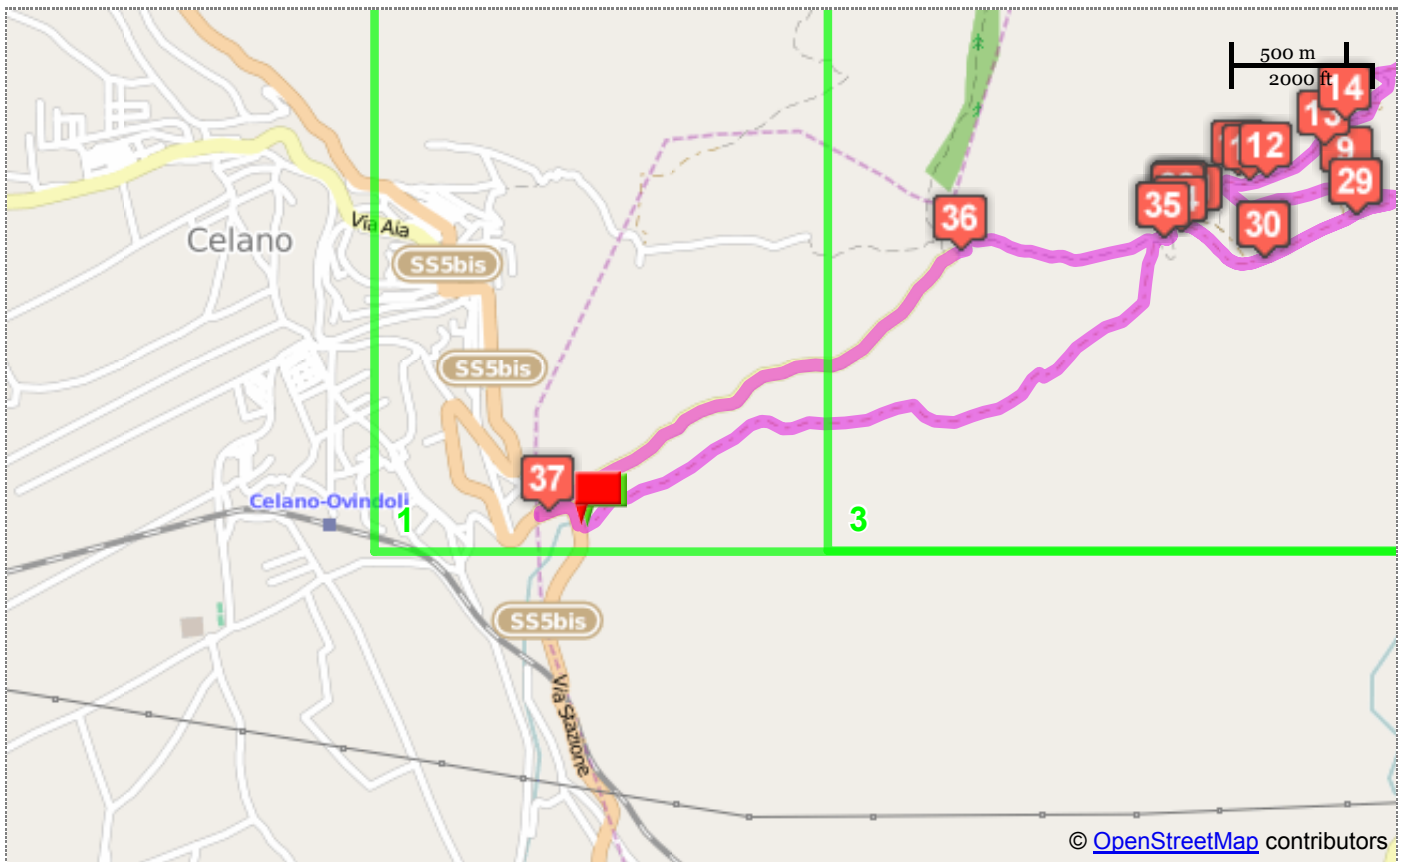 500 m
2000 ft
14
13
12
9
29
35
30
36
Via Aia
Celano
SS5bis
SS5bis
37
Celano-Ovindoli
1
3
SS5bis
Via Stazione
© OpenStreetMap contributors